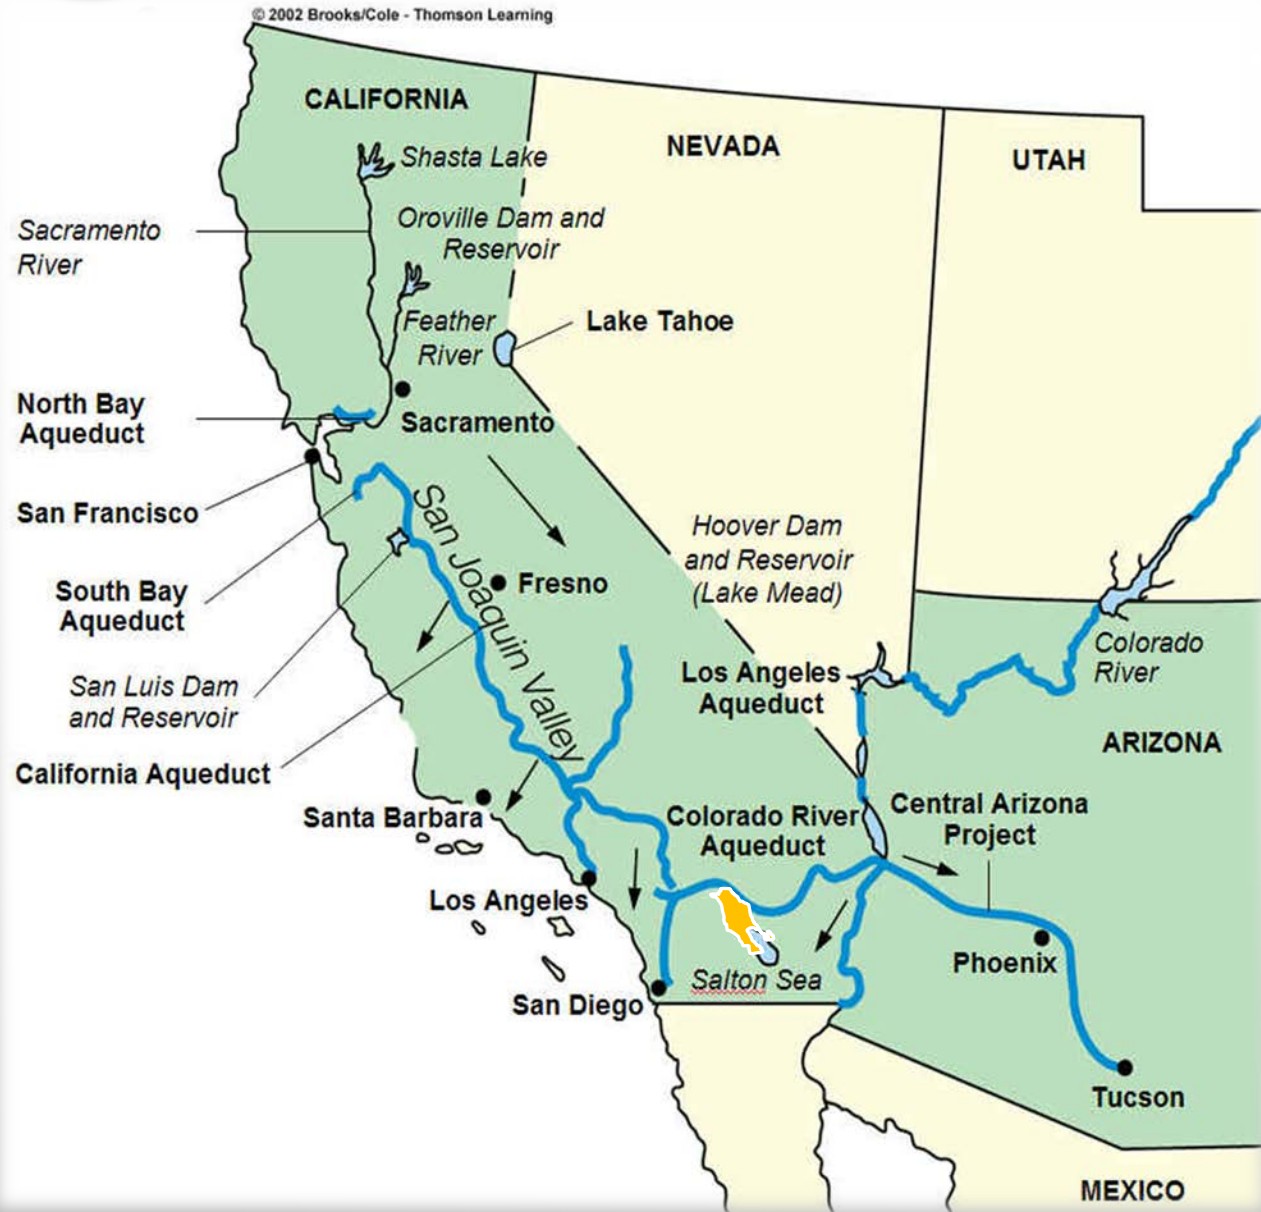 © 2002 Brooks/Cole - Thomson Learning
CALIFORNIA
NEVADA
UTAH
Shasta Lake
Sacramento
River
Oroville Dam and
Reservoir
Feather
River
Lake Tahoe
North Bay
Aqueduct
Sacramento
San Francisco
San Joaquin Valley
Hoover Dam
and Reservoir
(Lake Mead)
South Bay
Aqueduct
Fresno
Colorado
River
San Luis Dam
and Reservoir
Los Angeles
Aqueduct
ARIZONA
California Aqueduct
Santa Barbara
Colorado River
Aqueduct
Central Arizona
Project
Los Angeles
Phoenix
Salton Sea
San Diego
Tucson
MEXICO